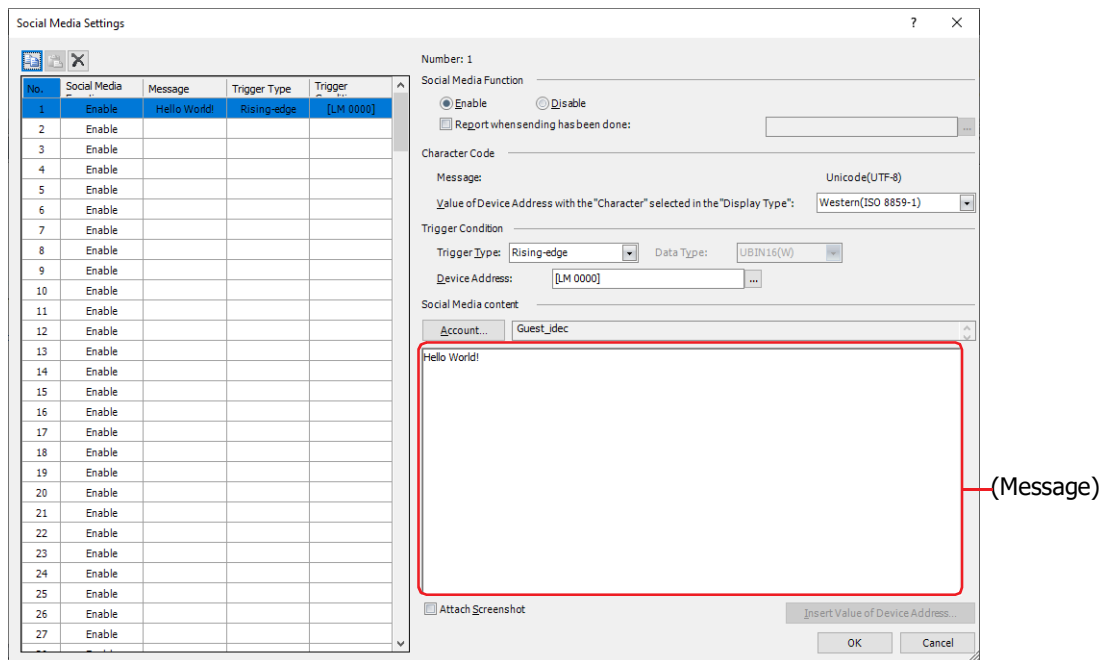 Social Media Settings ? ×
Number: 1
No. Social Media Message Trigger Type Trigger
1 Enable Hello World! Rising-edge [LM 0000]
2 Enable
3 Enable
4 Enable
5 Enable
6 Enable
7 Enable
8 Enable
9 Enable
10 Enable
11 Enable
12 Enable
13 Enable
14 Enable
15 Enable
16 Enable
17 Enable
18 Enable
19 Enable
20 Enable
21 Enable
22 Enable
23 Enable
24 Enable
25 Enable
26 Enable
27 Enable
Social Media Function
Enable Disable
Report when sending has been done: ...
Character Code
Message: Unicode(UTF-8)
Value of Device Address with the "Character" selected in the "Display Type": Western(ISO 8859-1)
Trigger Condition
Trigger Type: Rising-edge Data Type: UBIN16(W)
Device Address: [LM 0000] ...
Social Media content
Account... Guest_idec
Hello World!
(Message)
Attach Screenshot Insert Value of Device Address...
OK Cancel